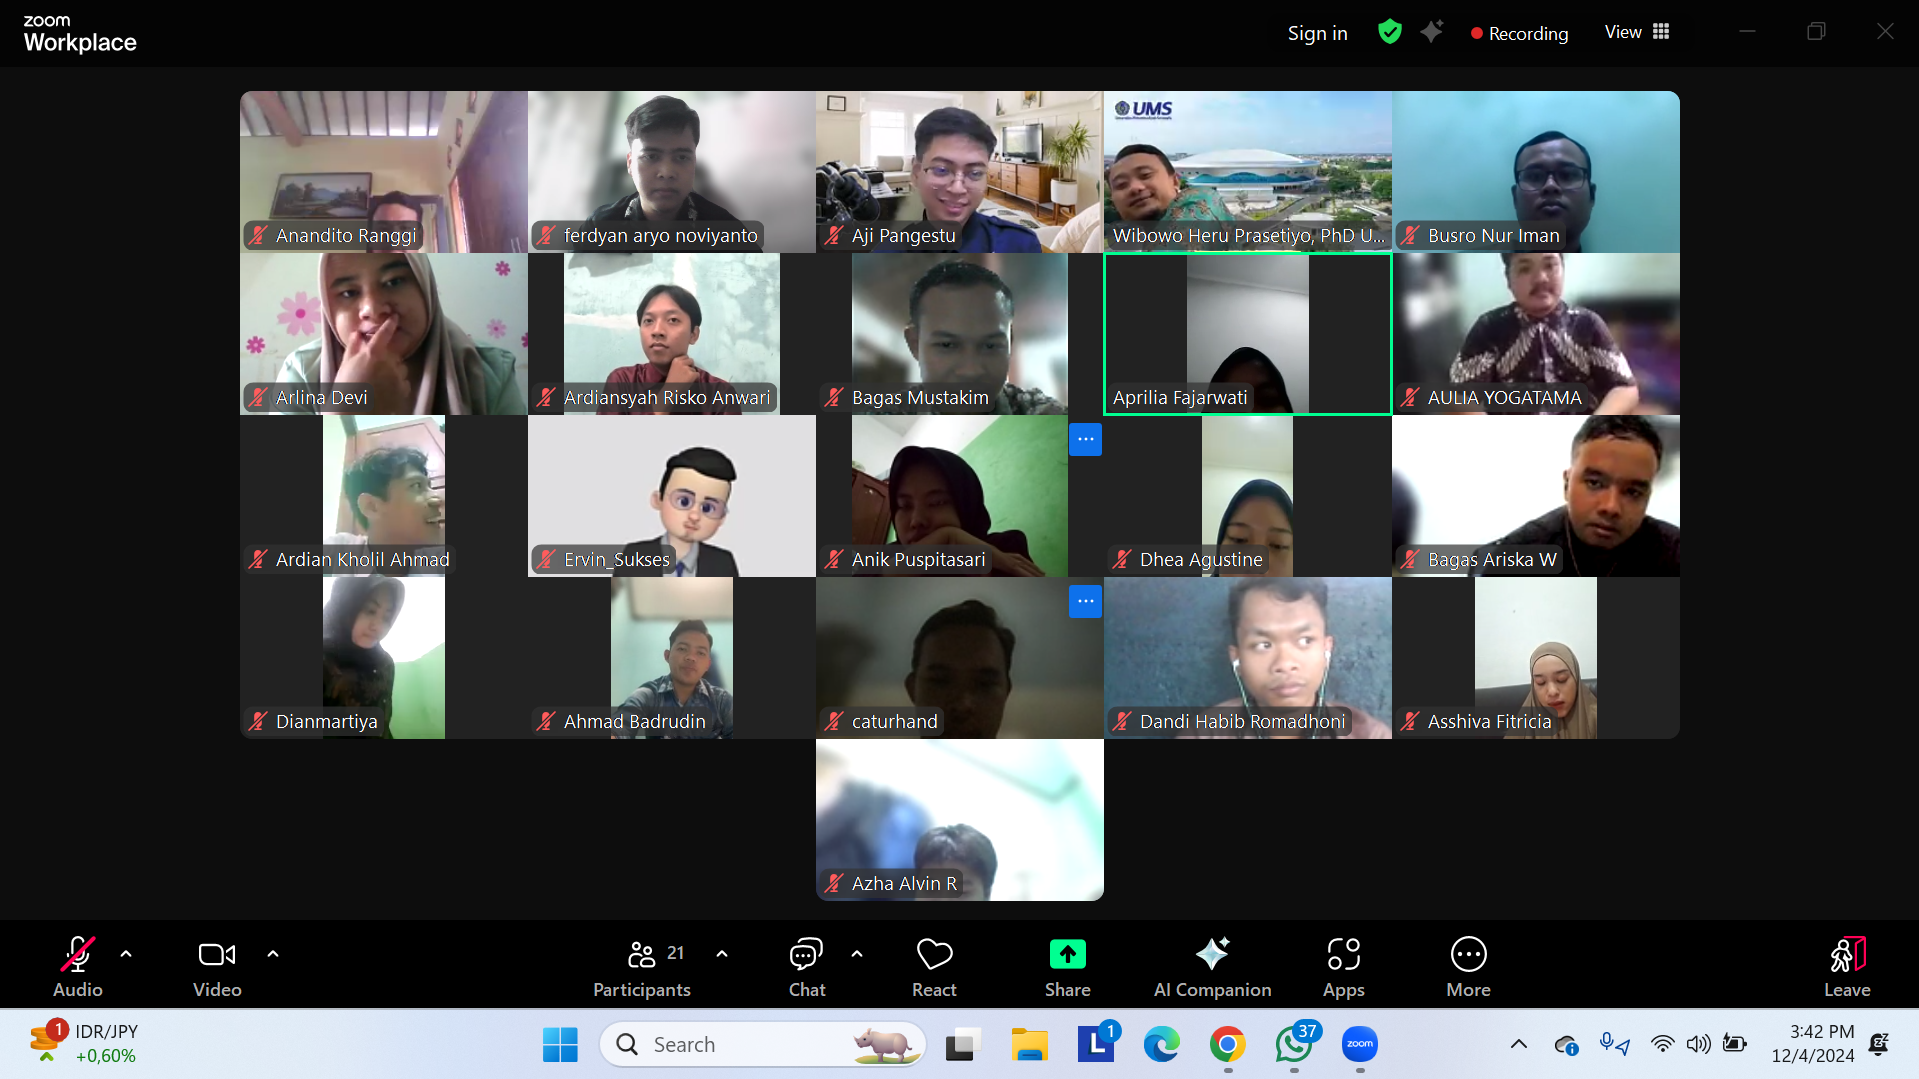 zoom
Workplace
Sign in
Recording
View
UMS
Anandito Ranggi
ferdyan aryo noviyanto
Aji Pangestu
Wibowo Heru Prasetiyo, PhD U...
Busro Nur Iman
Arlina Devi
Ardiansyah Risko Anwari
Bagas Mustakim
Aprilia Fajarwati
AULIA YOGATAMA
Ardian Kholil Ahmad
Ervin_Sukses
Anik Puspitasari
Dhea Agustine
Bagas Ariska W
Dianmartiya
Ahmad Badrudin
caturhand
Dandi Habib Romadhoni
Asshiva Fitricia
Azha Alvin R
Audio
Video
21
Participants
Chat
React
Share
AI Companion
Apps
More
Leave
1
IDR/JPY
+0,60%
Search
L
1
37
zoom
3:42 PM
12/4/2024